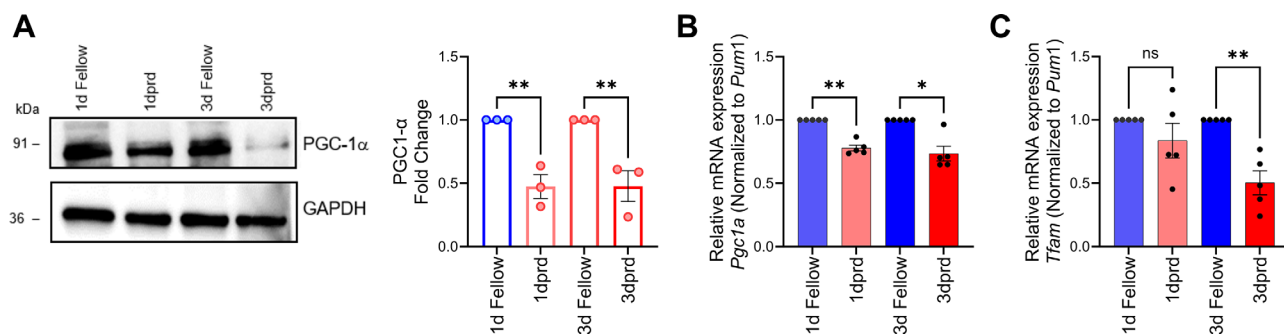 A
1d Fellow
1dprd
3d Fellow
3dprd
kDa
91 –
PGC-1α
36 –
GAPDH
PGC1-α
Fold Change
1.5
1.0
0.5
0.0
**
**
1d Fellow
1dprd
3d Fellow
3dprd
B
Relative mRNA expression
Pgc1a (Normalized to Pum1)
1.5
1.0
0.5
0.0
**
*
1d Fellow
1dprd
3d Fellow
3prd
C
Relative mRNA expression
Tfam (Normalized to Pum1)
1.5
1.0
0.5
0.0
ns
**
1d Fellow
1dprd
3d Fellow
3dprd